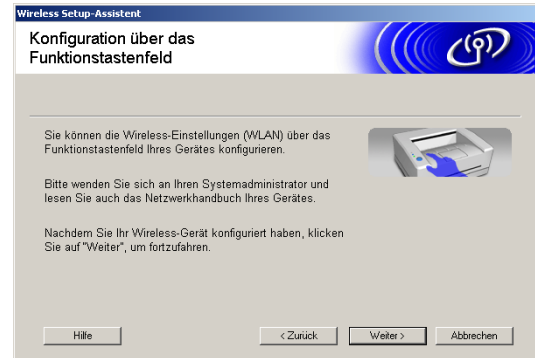 Wireless Setup-Assistent
Konfiguration über das
Funktionstastenfeld
Sie können die Wireless-Einstellungen (WLAN) über das
Funktionstastenfeld Ihres Gerätes konfigurieren.
Bitte wenden Sie sich an Ihren Systemadministrator und
lesen Sie auch das Netzwerkhandbuch Ihres Gerätes.
Nachdem Sie Ihr Wireless-Gerät konfiguriert haben, klicken
Sie auf "Weiter", um fortzufahren.
Hilfe
< Zurück
Weiter >
Abbrechen